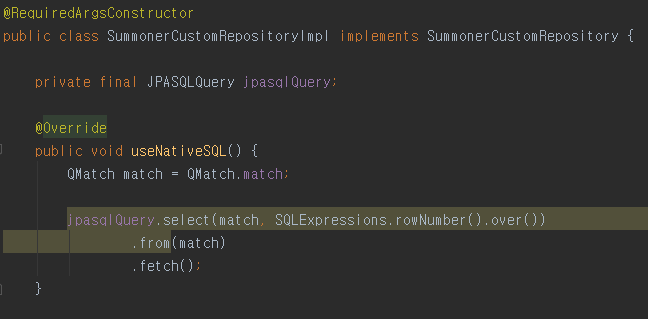 @RequiredArgsConstructor
public class SummonerCustomRepositoryImpl implements SummonerCustomRepository {
private final JPASQLQuery jpasqlQuery;
@Override
public void useNativeSQL() {
QMatch match = QMatch.match;
jpasqlQuery.select(match, SQLExpressions.rowNumber().over())
.from(match)
.fetch();
}